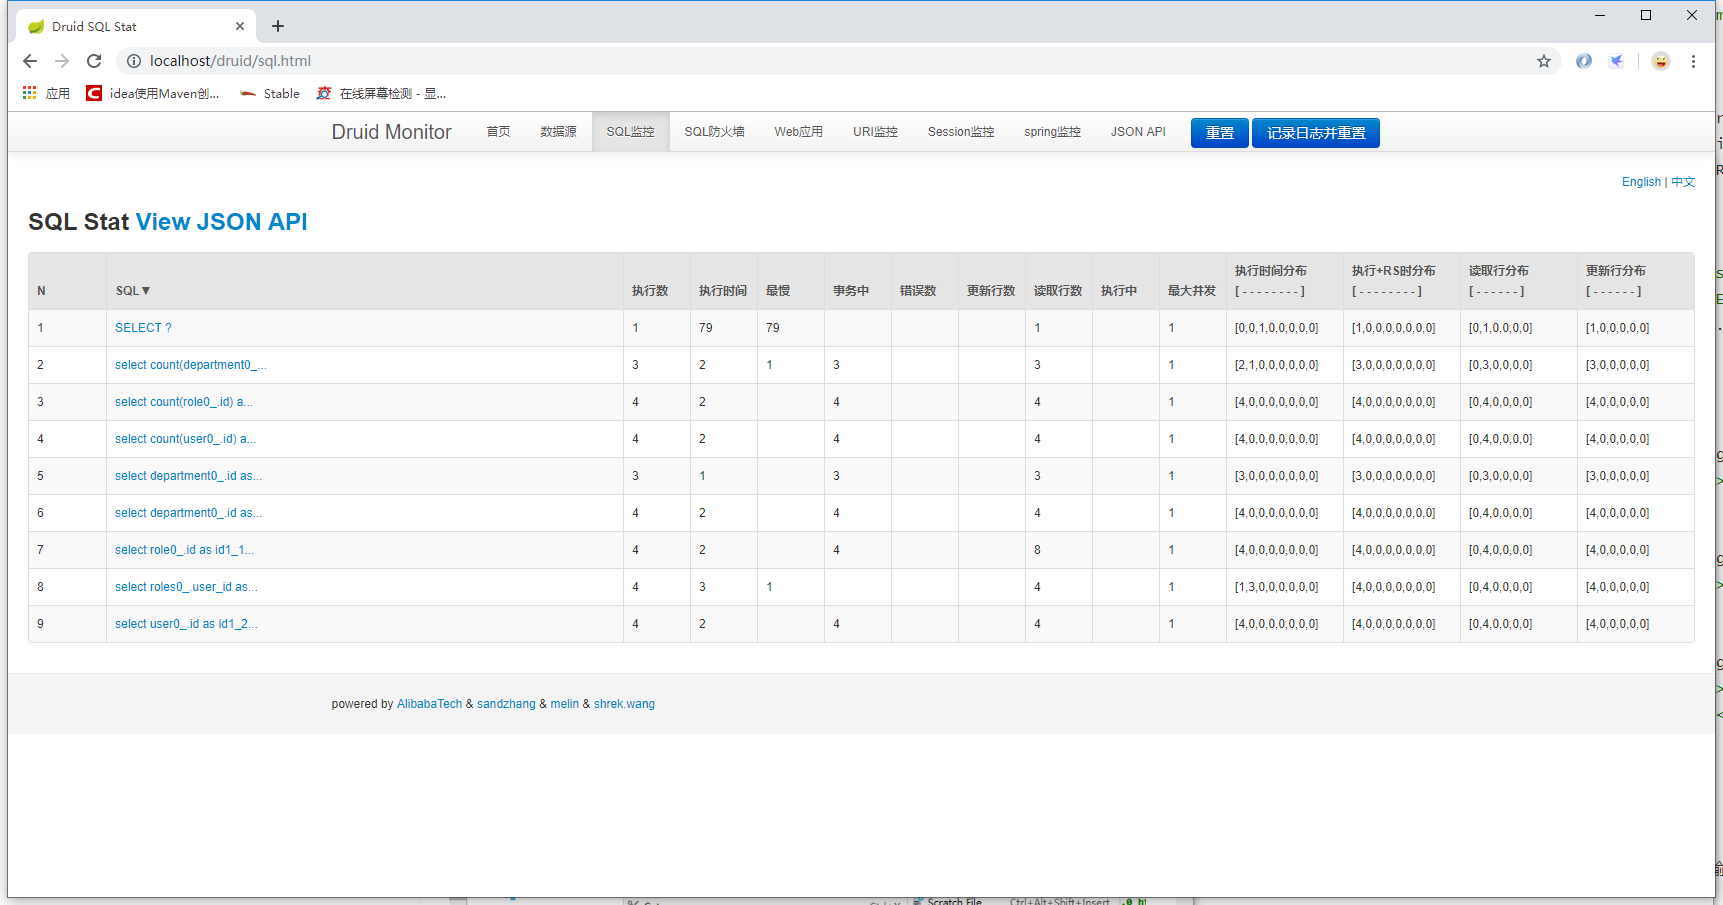 Druid SQL Stat
localhost/druid/sql.html
应用 idea使用Maven创... Stable 在线屏幕检测 - 显...
Druid Monitor 首页 数据源 SQL监控 SQL防火墙 Web应用 URI监控 Session监控 spring监控 JSON API 重置 记录日志并重置
English | 中文
SQL Stat View JSON API
N SQL▼ 执行数 执行时间 最慢 事务中 错误数 更新行数 读取行数 执行中 最大并发 执行时间分布 [ - - - - - - - - ] 执行+RS时分布 [ - - - - - - - - ] 读取行分布 [ - - - - - - ] 更新行分布 [ - - - - - - ]
1 SELECT ? 1 79 79 1 1 [0,0,1,0,0,0,0,0] [1,0,0,0,0,0,0,0] [0,1,0,0,0,0] [1,0,0,0,0,0]
2 select count(department0_... 3 2 1 3 3 1 [2,1,0,0,0,0,0,0] [3,0,0,0,0,0,0,0] [0,3,0,0,0,0] [3,0,0,0,0,0]
3 select count(role0_.id) a... 4 2 4 4 1 [4,0,0,0,0,0,0,0] [4,0,0,0,0,0,0,0] [0,4,0,0,0,0] [4,0,0,0,0,0]
4 select count(user0_.id) a... 4 2 4 4 1 [4,0,0,0,0,0,0,0] [4,0,0,0,0,0,0,0] [0,4,0,0,0,0] [4,0,0,0,0,0]
5 select department0_.id as... 3 1 3 3 1 [3,0,0,0,0,0,0,0] [3,0,0,0,0,0,0,0] [0,3,0,0,0,0] [3,0,0,0,0,0]
6 select department0_.id as... 4 2 4 4 1 [4,0,0,0,0,0,0,0] [4,0,0,0,0,0,0,0] [0,4,0,0,0,0] [4,0,0,0,0,0]
7 select role0_.id as id1_1... 4 2 4 8 1 [4,0,0,0,0,0,0,0] [4,0,0,0,0,0,0,0] [0,4,0,0,0,0] [4,0,0,0,0,0]
8 select roles0_.user_id as... 4 3 1 4 1 [1,3,0,0,0,0,0,0] [4,0,0,0,0,0,0,0] [0,4,0,0,0,0] [4,0,0,0,0,0]
9 select user0_.id as id1_2... 4 2 4 4 1 [4,0,0,0,0,0,0,0] [4,0,0,0,0,0,0,0] [0,4,0,0,0,0] [4,0,0,0,0,0]
powered by AlibabaTech & sandzhang & melin & shrek.wang
Scratch File Ctrl+Alt+Shift+Insert